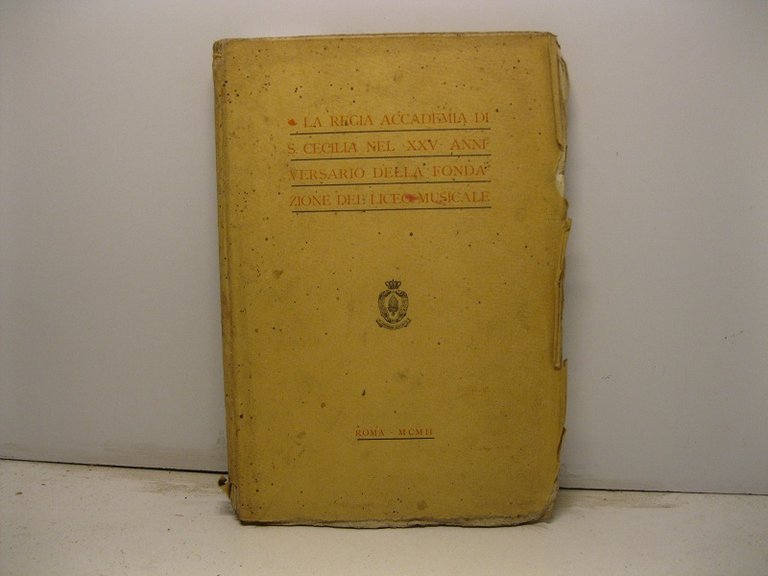 LA REGIA ACCADEMIA DI
S. CECILIA NEL XXV ANNI-
VERSARIO DELLA FONDA-
ZIONE DEL LICEO MUSICALE
ROMA - MCMII